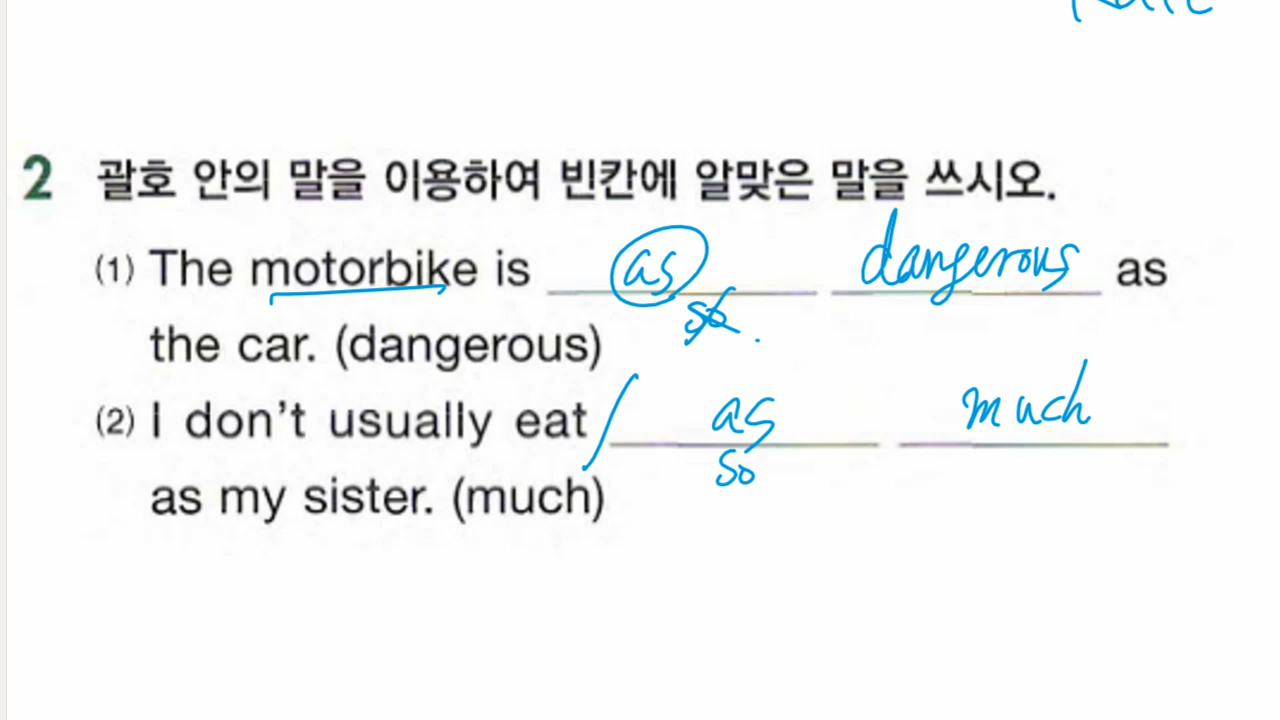 2 괄호 안의 말을 이용하여 빈칸에 알맞은 말을 쓰시오.
(1) The motorbike is as dangerous as
so
the car. (dangerous)
(2) I don't usually eat as much
so
as my sister. (much)